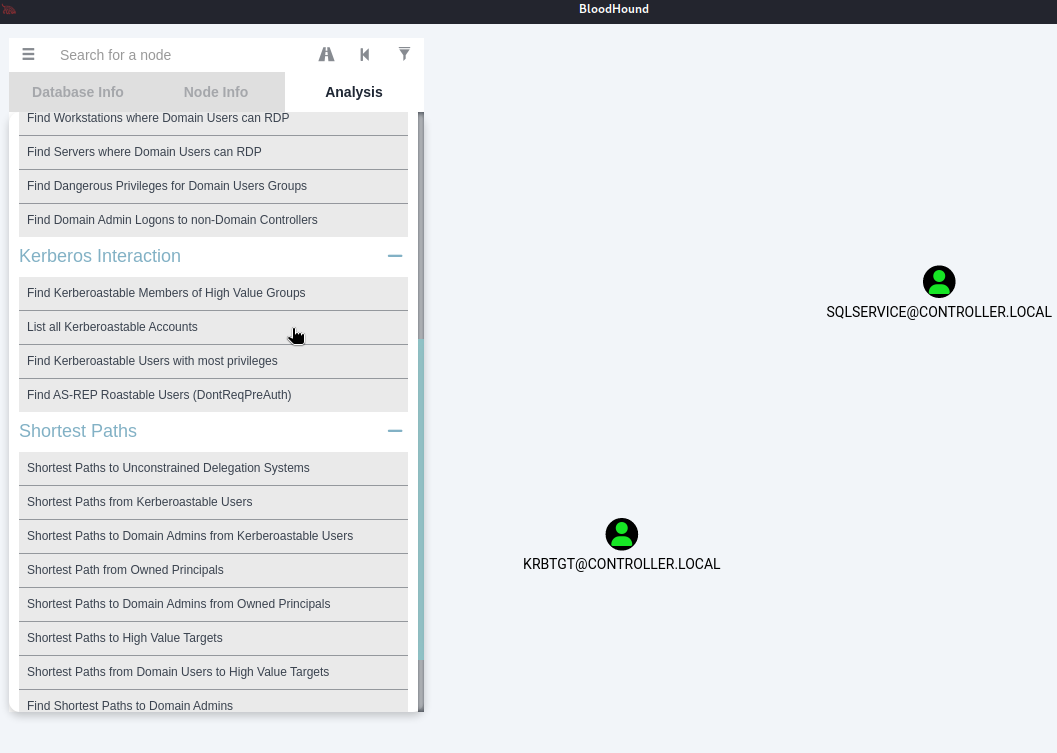 BloodHound
Search for a node
Database Info
Node Info
Analysis
Find Workstations where Domain Users can RDP
Find Servers where Domain Users can RDP
Find Dangerous Privileges for Domain Users Groups
Find Domain Admin Logons to non-Domain Controllers
Kerberos Interaction
Find Kerberoastable Members of High Value Groups
List all Kerberoastable Accounts
Find Kerberoastable Users with most privileges
Find AS-REP Roastable Users (DontReqPreAuth)
Shortest Paths
Shortest Paths to Unconstrained Delegation Systems
Shortest Paths from Kerberoastable Users
Shortest Paths to Domain Admins from Kerberoastable Users
Shortest Path from Owned Principals
Shortest Paths to Domain Admins from Owned Principals
Shortest Paths to High Value Targets
Shortest Paths from Domain Users to High Value Targets
Find Shortest Paths to Domain Admins
SQLSERVICE@CONTROLLER.LOCAL
KRBTGT@CONTROLLER.LOCAL